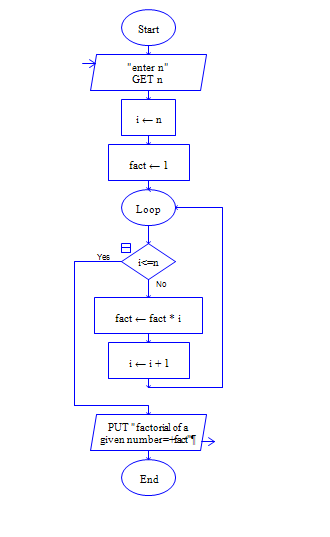 Start
"enter n"
GET n
i ← n
fact ← 1
Loop
Yes
i<=n
No
fact ← fact * i
i ← i + 1
PUT "factorial of a
given number="+fact¶
End